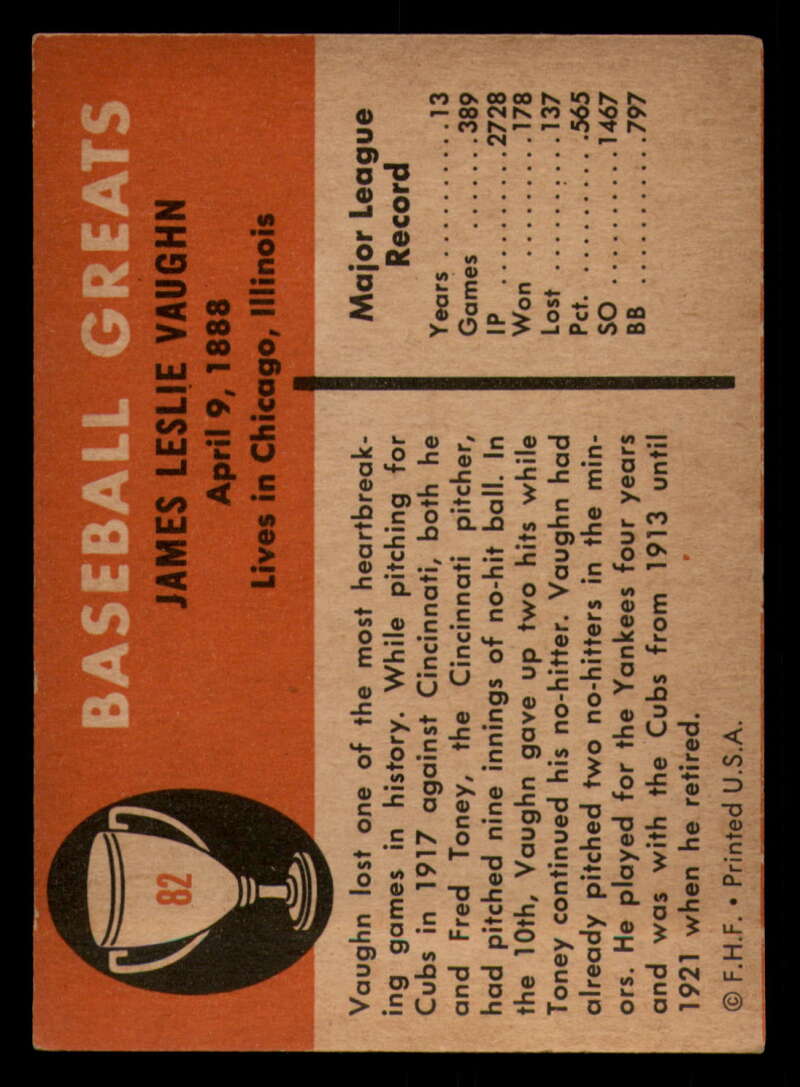 82
BASEBALL GREATS
JAMES LESLIE VAUGHN
April 9, 1888
Lives in Chicago, Illinois
Vaughn lost one of the most heartbreak-
ing games in history. While pitching for
Cubs in 1917 against Cincinnati, both he
and Fred Toney, the Cincinnati pitcher,
had pitched nine innings of no-hit ball. In
the 10th, Vaughn gave up two hits while
Toney continued his no-hitter. Vaughn had
already pitched two no-hitters in the min-
ors. He played for the Yankees four years
and was with the Cubs from 1913 until
1921 when he retired.
© F.H.F. • Printed U.S.A.
Major League
Record
Years ..........13
Games .......389
IP ............2728
Won ..........178
Lost ...........137
Pct. .........565
SO ...........1467
BB ............797